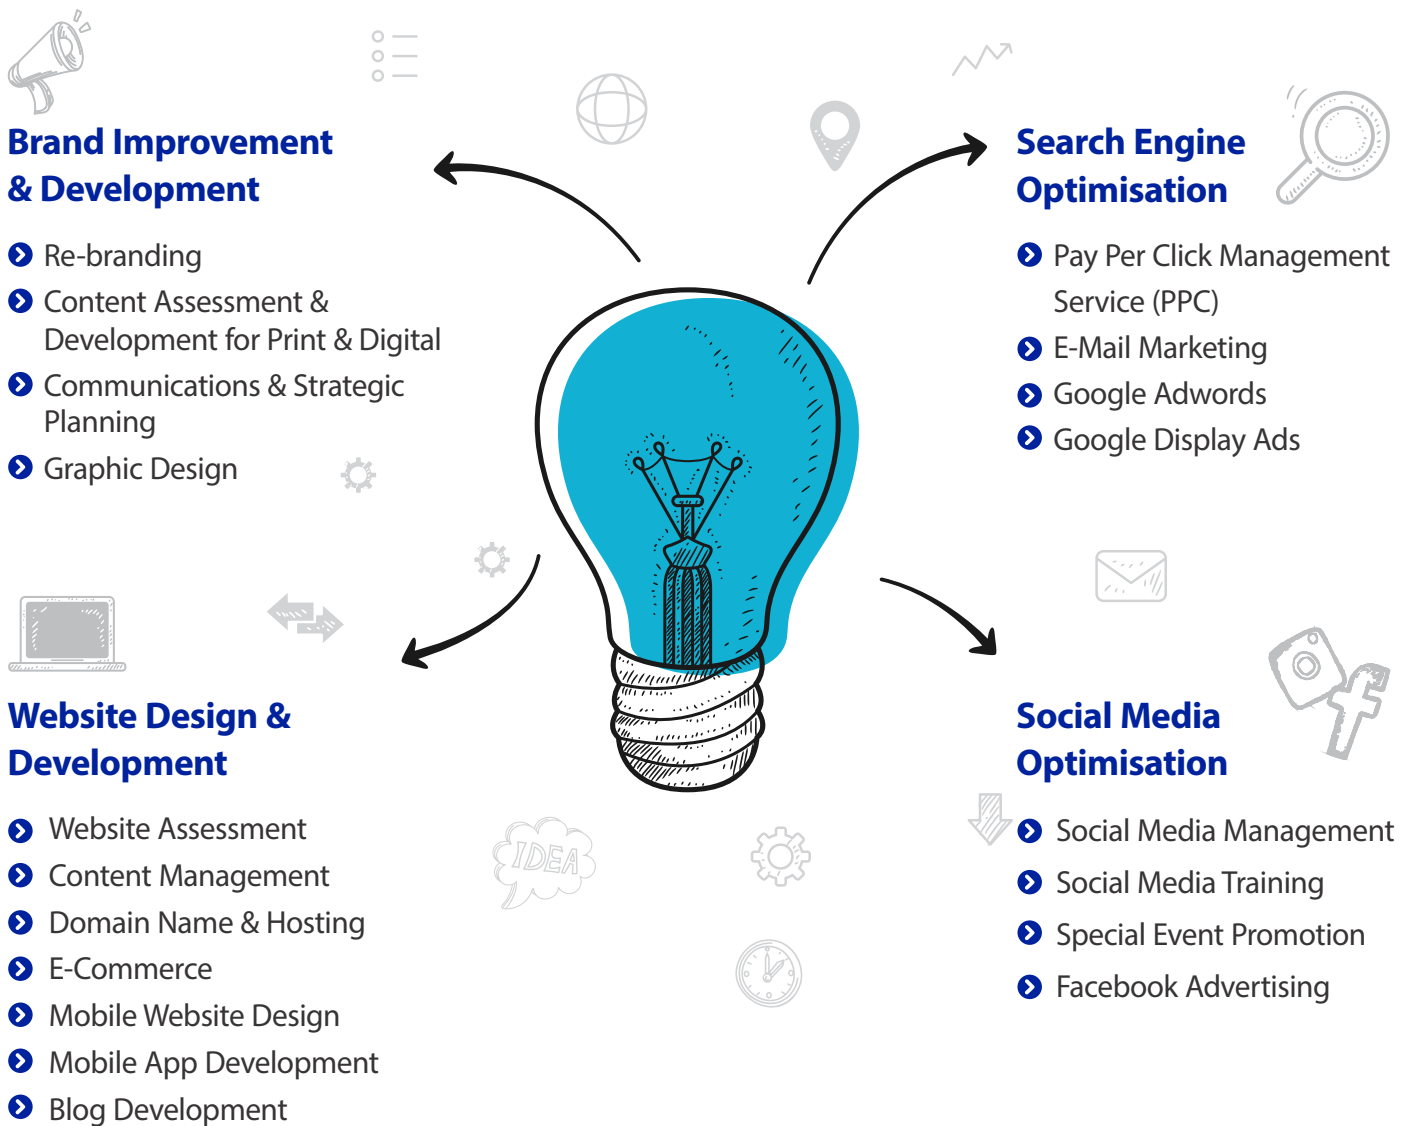 Brand Improvement
& Development
Re-branding
Content Assessment &
Development for Print & Digital
Communications & Strategic
Planning
Graphic Design
Search Engine
Optimisation
Pay Per Click Management
Service (PPC)
E-Mail Marketing
Google Adwords
Google Display Ads
Website Design &
Development
Website Assessment
Content Management
Domain Name & Hosting
E-Commerce
Mobile Website Design
Mobile App Development
Blog Development
IDEA
Social Media
Optimisation
Social Media Management
Social Media Training
Special Event Promotion
Facebook Advertising